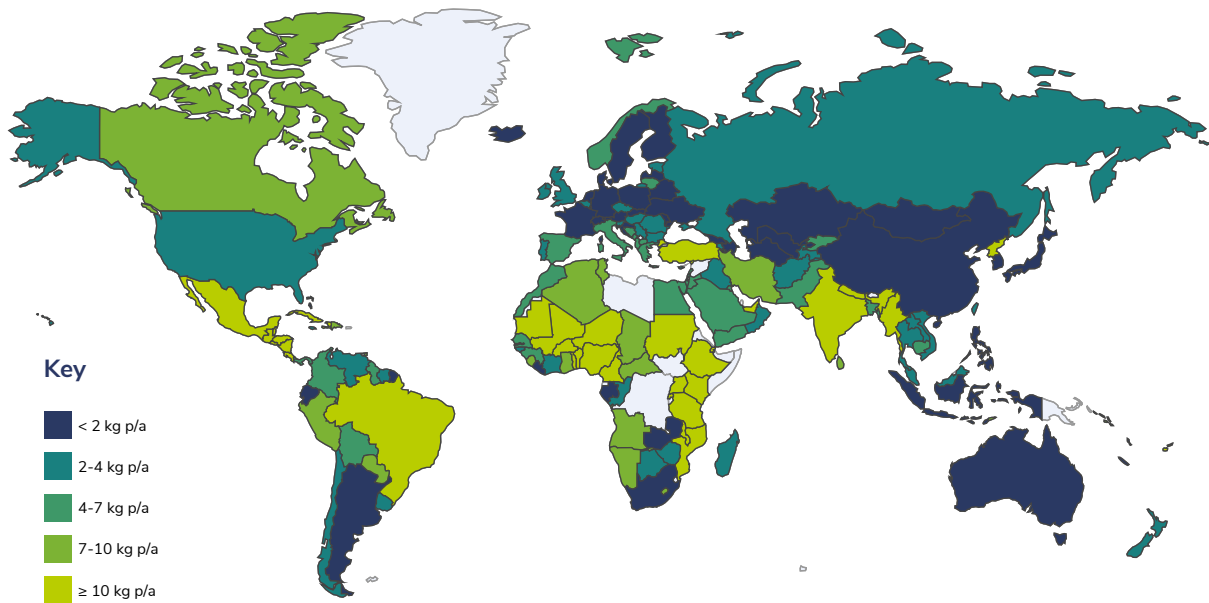 Key
< 2 kg p/a
2-4 kg p/a
4-7 kg p/a
7-10 kg p/a
≥ 10 kg p/a